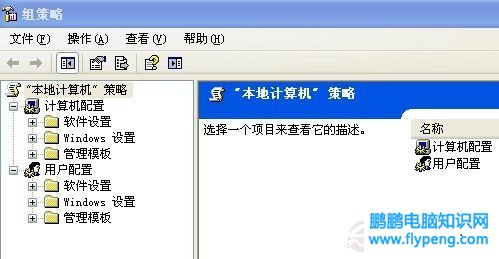 组策略
文件(F) 操作(A) 查看(V) 帮助(H)
"本地计算机" 策略
计算机配置
软件设置
Windows 设置
管理模板
用户配置
软件设置
Windows 设置
管理模板
"本地计算机" 策略
选择一个项目来查看它的描述。
名称
计算机配置
用户配置
鹏鹏电脑知识网
www.flypeng.com